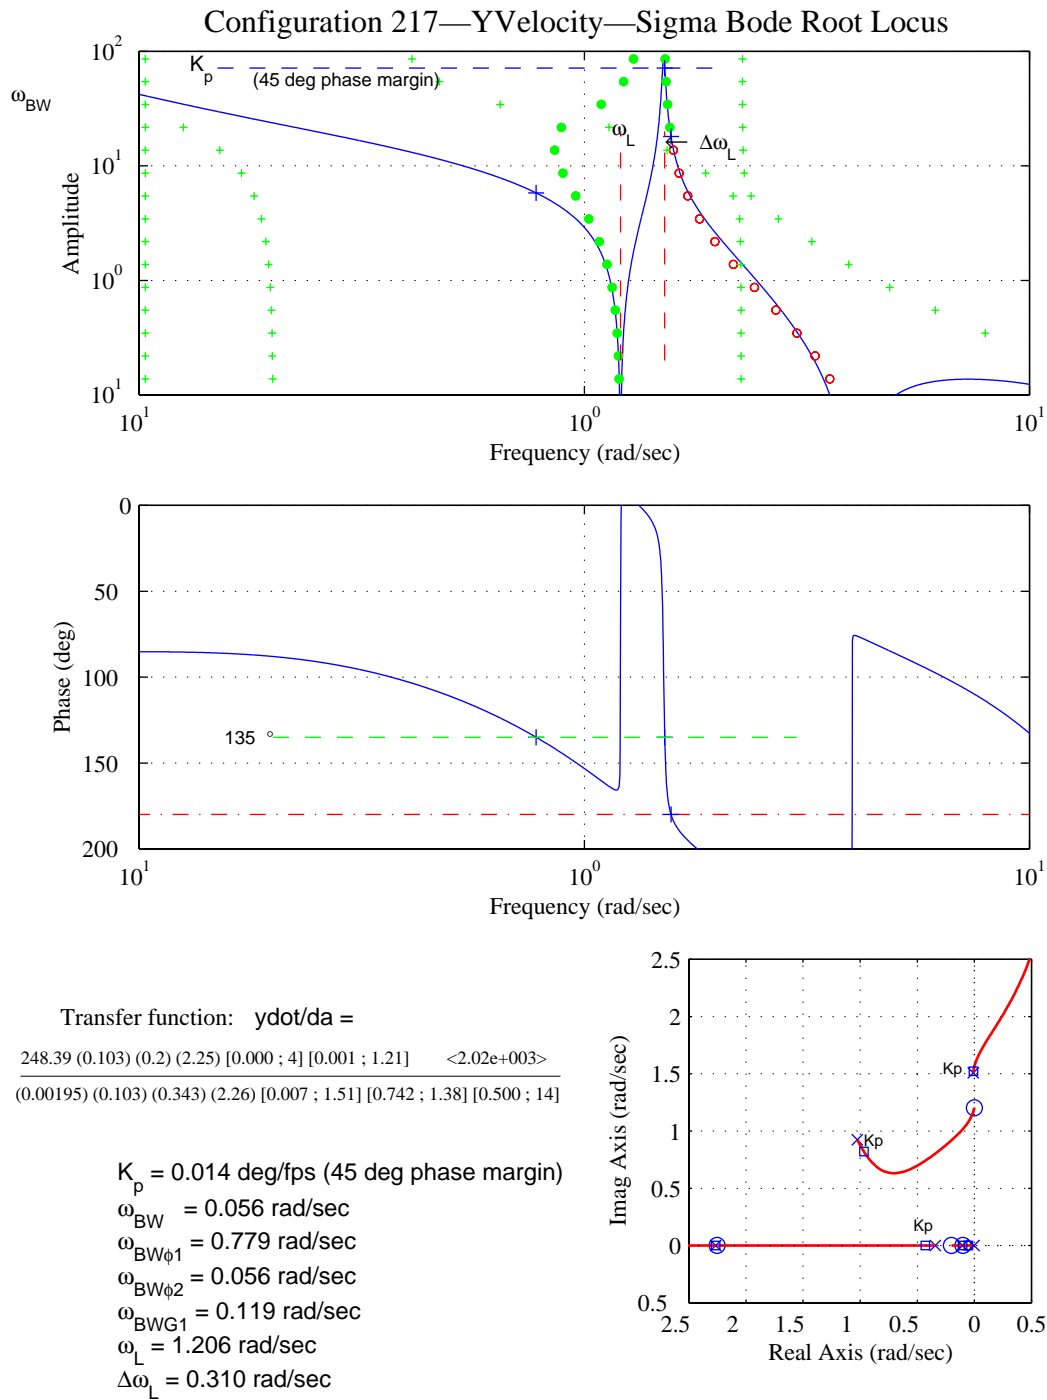 Configuration 217—YVelocity—Sigma Bode Root Locus
10^2
K_p
(45 deg phase margin)
ω_BW
ω_L
Δω_L
10^1
Amplitude
10^0
10^1
10^1
10^0
10^1
Frequency (rad/sec)
0
50
100
Phase (deg)
135 °
150
200
10^1
10^0
10^1
Frequency (rad/sec)
Transfer function: ydot/da =
248.39 (0.103) (0.2) (2.25) [0.000 ; 4] [0.001 ; 1.21] <2.02e+003>
(0.00195) (0.103) (0.343) (2.26) [0.007 ; 1.51] [0.742 ; 1.38] [0.500 ; 14]
K_p = 0.014 deg/fps (45 deg phase margin)
ω_BW = 0.056 rad/sec
ω_BWϕ1 = 0.779 rad/sec
ω_BWϕ2 = 0.056 rad/sec
ω_BWG1 = 0.119 rad/sec
ω_L = 1.206 rad/sec
Δω_L = 0.310 rad/sec
2.5
2
1.5
1
0.5
0
0.5
Imag Axis (rad/sec)
Kp
Kp
Kp
2.5
2
1
0.5
0
0.5
1.5
Real Axis (rad/sec)